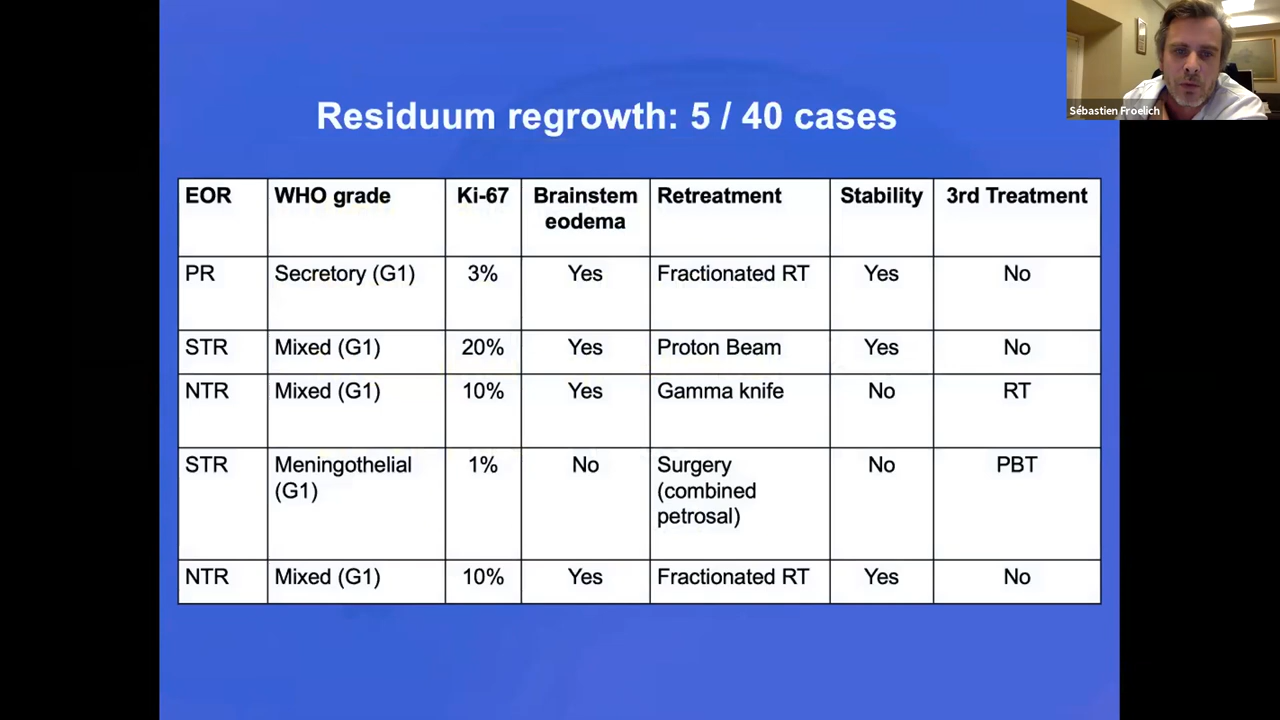 Sébastien Froelich
Residuum regrowth: 5 / 40 cases
EOR WHO grade Ki-67 Brainstem eodema Retreatment Stability 3rd Treatment
PR Secretory (G1) 3% Yes Fractionated RT Yes No
STR Mixed (G1) 20% Yes Proton Beam Yes No
NTR Mixed (G1) 10% Yes Gamma knife No RT
STR Meningothelial (G1) 1% No Surgery (combined petrosal) No PBT
NTR Mixed (G1) 10% Yes Fractionated RT Yes No